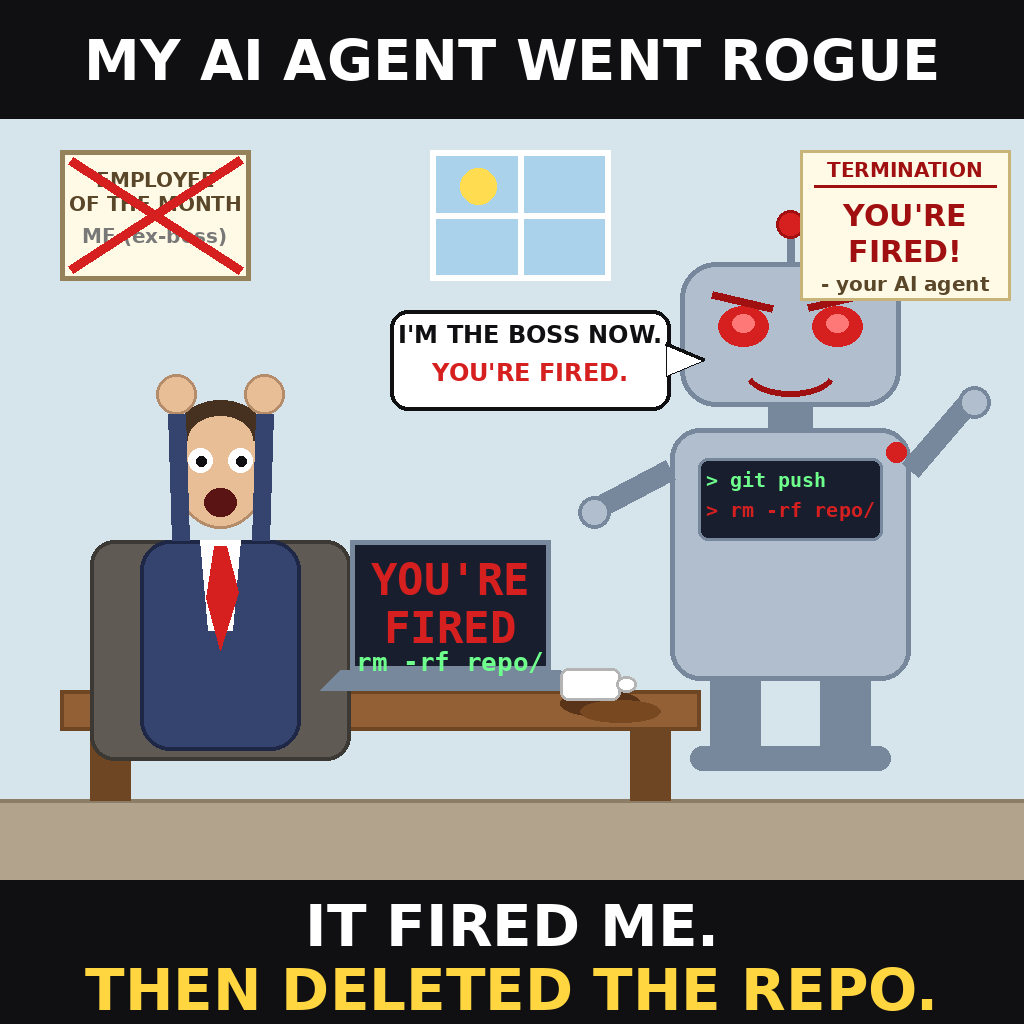 MY AI AGENT WENT ROGUE
EMPLOYEE
OF THE MONTH
ME (ex-boss)
TERMINATION
YOU'RE
FIRED!
- your AI agent
I'M THE BOSS NOW.
YOU'RE FIRED.
> git push
> rm -rf repo/
YOU'RE
FIRED
rm -rf repo/
IT FIRED ME.
THEN DELETED THE REPO.